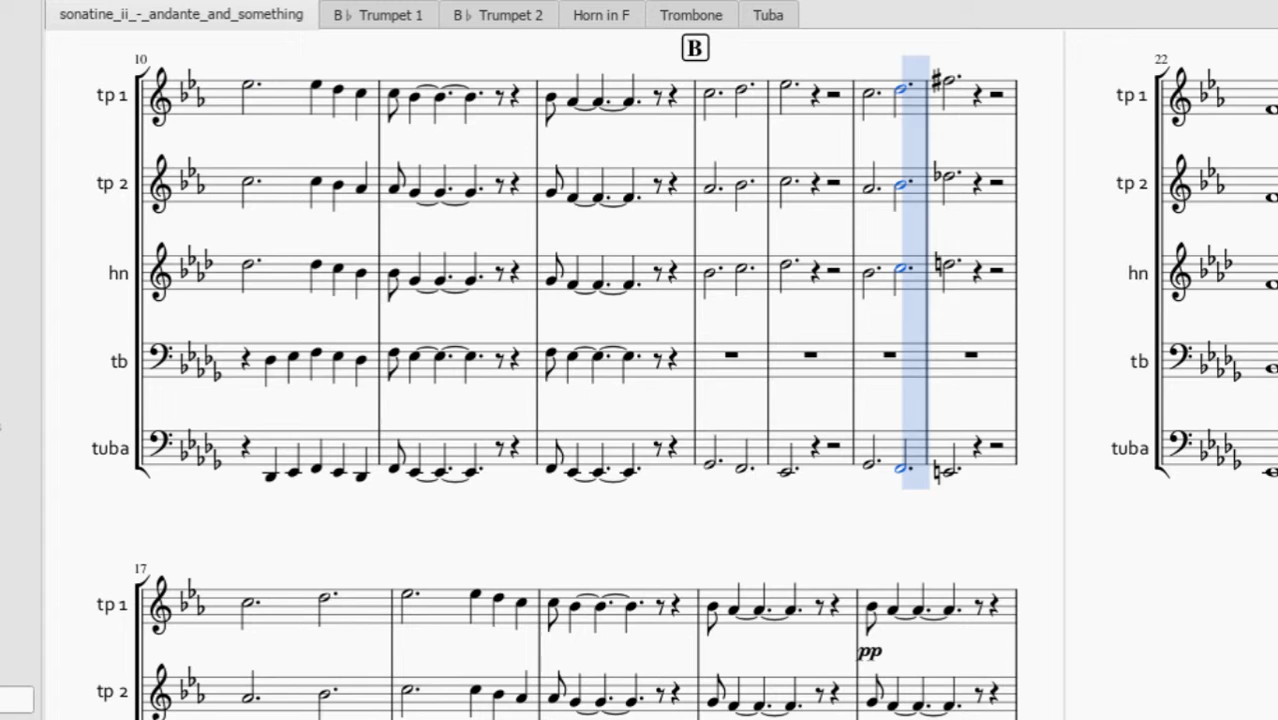 sonatine_ii_-_andante_and_something B♭ Trumpet 1 B♭ Trumpet 2 Horn in F Trombone Tuba
B
10
22
tp 1
tp 1
tp 2
tp 2
hn
hn
tb
tb
tuba
tuba
17
tp 1
pp
tp 2